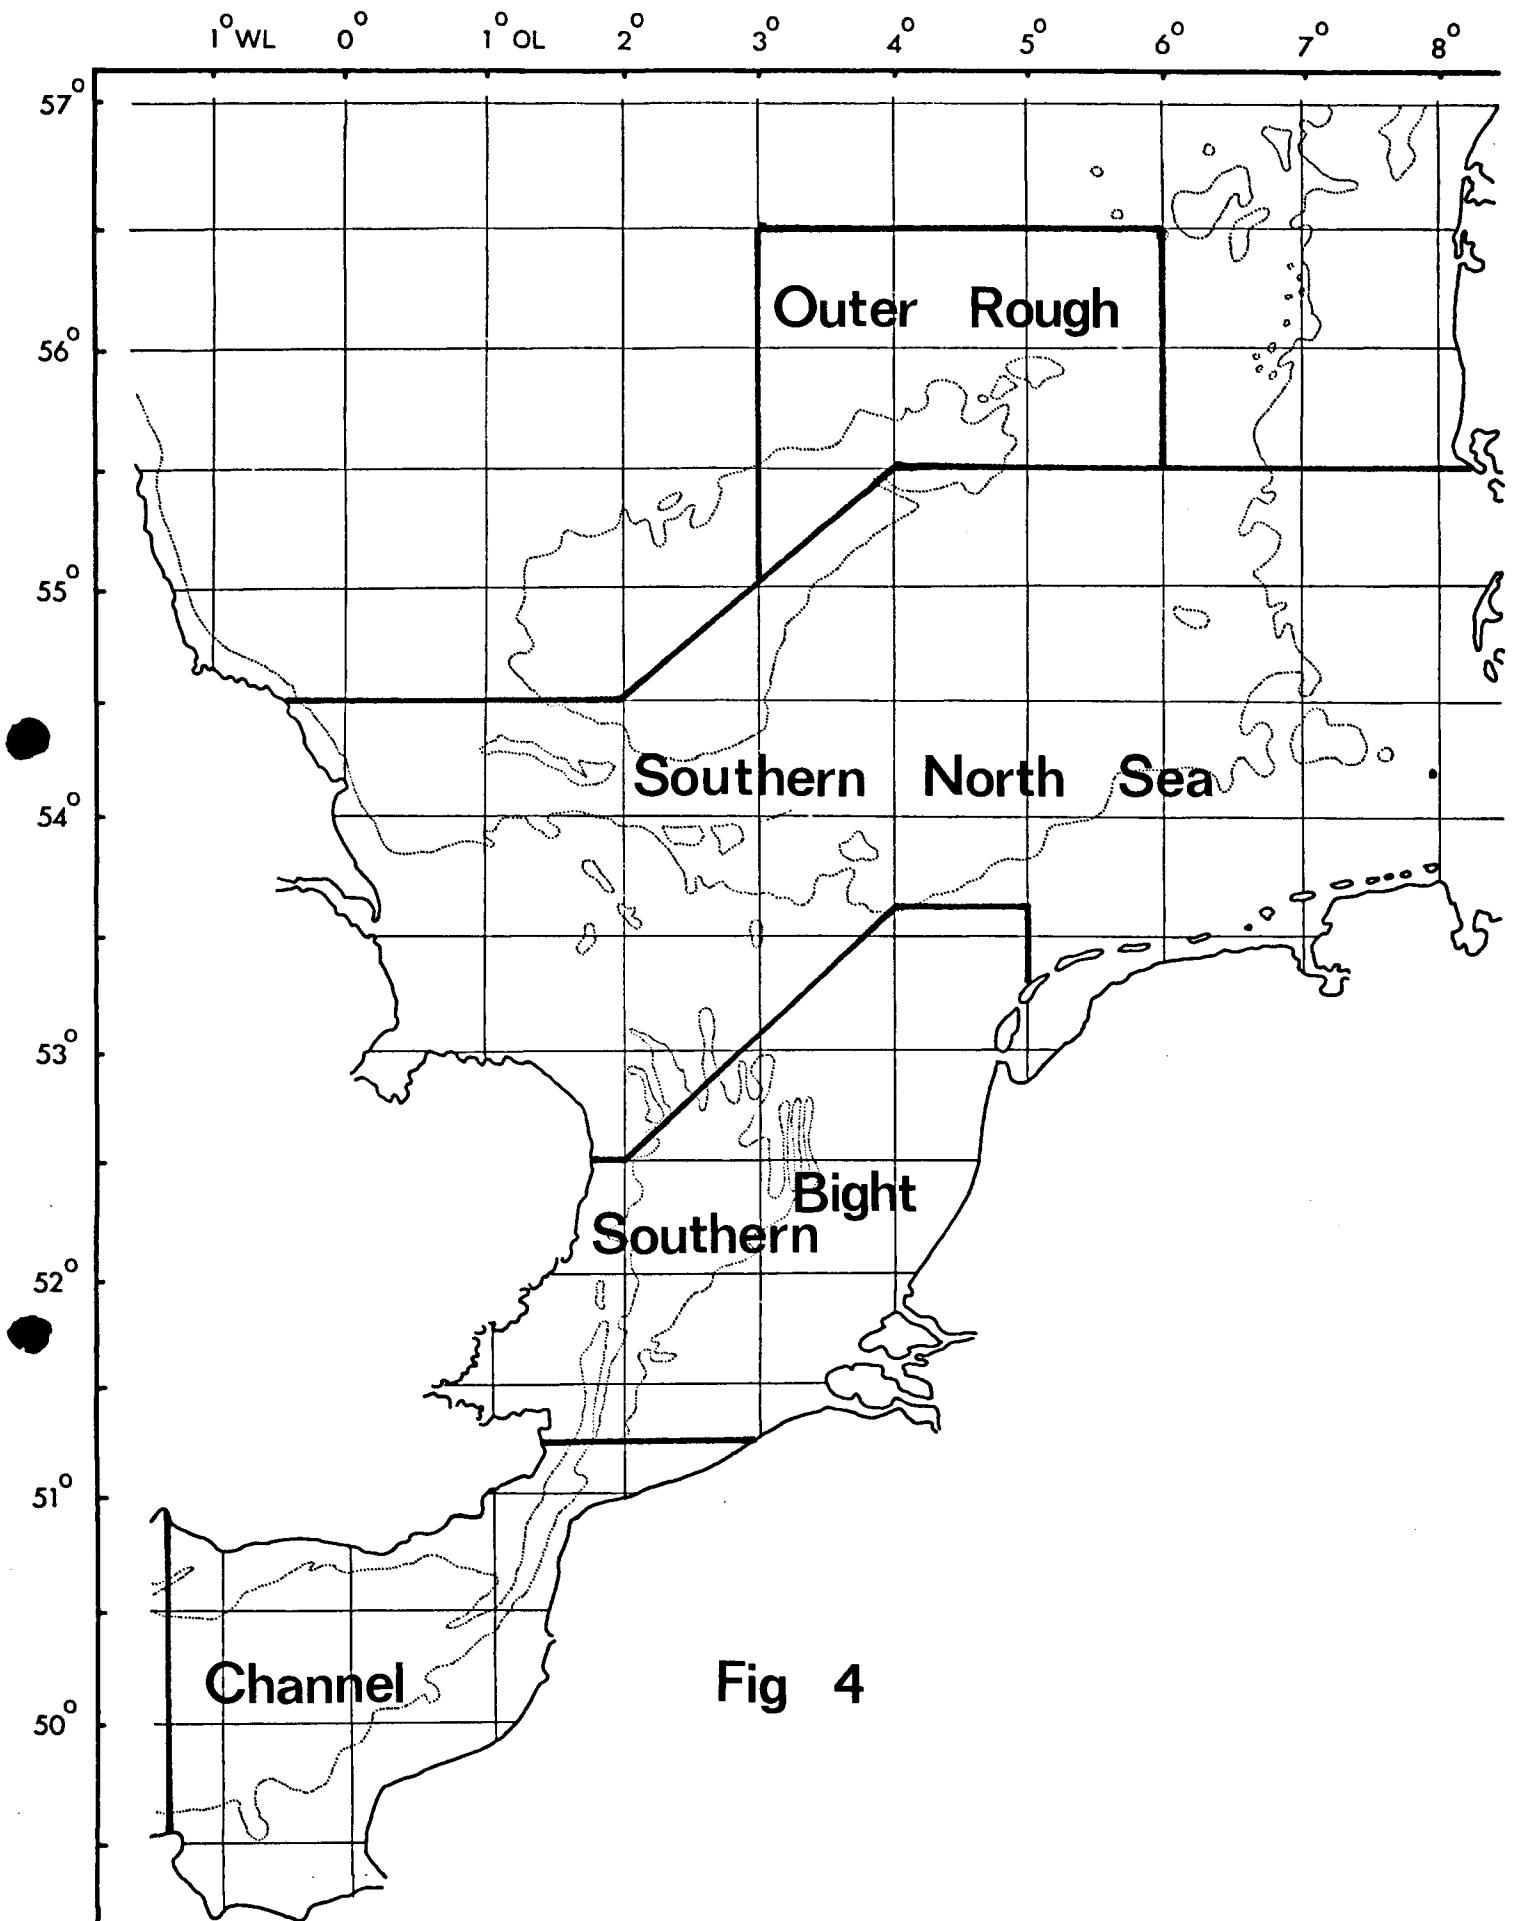 1° WL 0° 1° OL 2° 3° 4° 5° 6° 7° 8°
57°
Outer Rough
56°
55°
Southern North Sea
54°
53°
Bight
Southern
52°
51°
Channel
Fig 4
50°